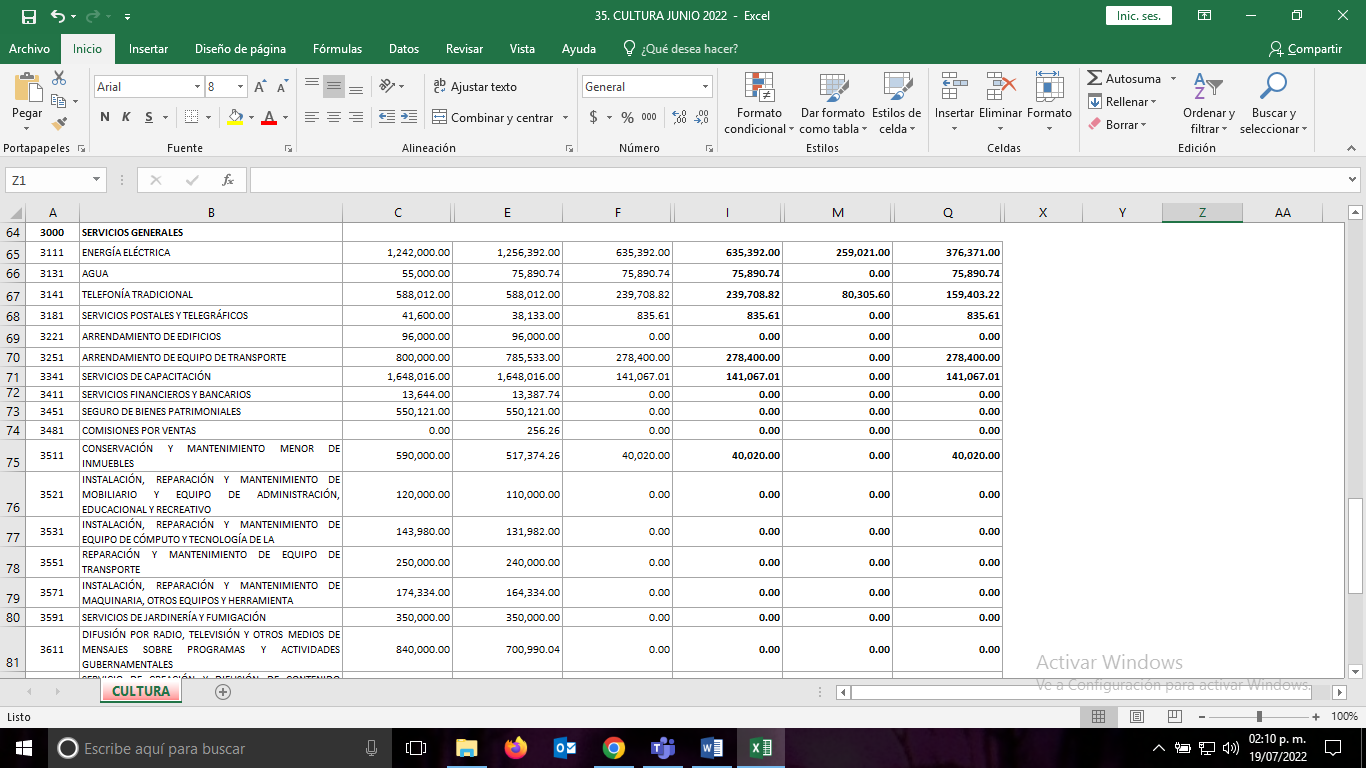 35. CULTURA JUNIO 2022 - Excel
Inic. ses.
Archivo Inicio Insertar Diseño de página Fórmulas Datos Revisar Vista Ayuda ¿Qué desea hacer? Compartir
Arial 8 Ajustar texto General Autosuma
Pegar N K S Combinar y centrar $ % 000 Formato condicional Dar formato como tabla Estilos de celda Insertar Eliminar Formato Rellenar Borrar Ordenar y filtrar Buscar y seleccionar
Portapapeles Fuente Alineación Número Estilos Celdas Edición
Z1 fx
A B C E F I M Q X Y Z AA
64 3000 SERVICIOS GENERALES
65 3111 ENERGÍA ELÉCTRICA 1,242,000.00 1,256,392.00 635,392.00 635,392.00 259,021.00 376,371.00
66 3131 AGUA 55,000.00 75,890.74 75,890.74 75,890.74 0.00 75,890.74
67 3141 TELEFONÍA TRADICIONAL 588,012.00 588,012.00 239,708.82 239,708.82 80,305.60 159,403.22
68 3181 SERVICIOS POSTALES Y TELEGRÁFICOS 41,600.00 38,133.00 835.61 835.61 0.00 835.61
69 3221 ARRENDAMIENTO DE EDIFICIOS 96,000.00 96,000.00 0.00 0.00 0.00 0.00
70 3251 ARRENDAMIENTO DE EQUIPO DE TRANSPORTE 800,000.00 785,533.00 278,400.00 278,400.00 0.00 278,400.00
71 3341 SERVICIOS DE CAPACITACIÓN 1,648,016.00 1,648,016.00 141,067.01 141,067.01 0.00 141,067.01
72 3411 SERVICIOS FINANCIEROS Y BANCARIOS 13,644.00 13,387.74 0.00 0.00 0.00 0.00
73 3451 SEGURO DE BIENES PATRIMONIALES 550,121.00 550,121.00 0.00 0.00 0.00 0.00
74 3481 COMISIONES POR VENTAS 0.00 256.26 0.00 0.00 0.00 0.00
75 3511 CONSERVACIÓN Y MANTENIMIENTO MENOR DE
INMUEBLES 590,000.00 517,374.26 40,020.00 40,020.00 0.00 40,020.00
76 3521 INSTALACIÓN, REPARACIÓN Y MANTENIMIENTO DE
MOBILIARIO Y EQUIPO DE ADMINISTRACIÓN,
EDUCACIONAL Y RECREATIVO 120,000.00 110,000.00 0.00 0.00 0.00 0.00
77 3531 INSTALACIÓN, REPARACIÓN Y MANTENIMIENTO DE
EQUIPO DE CÓMPUTO Y TECNOLOGÍA DE LA 143,980.00 131,982.00 0.00 0.00 0.00 0.00
78 3551 REPARACIÓN Y MANTENIMIENTO DE EQUIPO DE
TRANSPORTE 250,000.00 240,000.00 0.00 0.00 0.00 0.00
79 3571 INSTALACIÓN, REPARACIÓN Y MANTENIMIENTO DE
MAQUINARIA, OTROS EQUIPOS Y HERRAMIENTA 174,334.00 164,334.00 0.00 0.00 0.00 0.00
80 3591 SERVICIOS DE JARDINERÍA Y FUMIGACIÓN 350,000.00 350,000.00 0.00 0.00 0.00 0.00
81 3611 DIFUSIÓN POR RADIO, TELEVISIÓN Y OTROS MEDIOS DE
MENSAJES SOBRE PROGRAMAS Y ACTIVIDADES
GUBERNAMENTALES 840,000.00 700,990.04 0.00 0.00 0.00 0.00
Activar Windows
Ve a Configuración para activar Windows.
CULTURA
Listo 100%
Escribe aquí para buscar
02:10 p. m.
19/07/2022